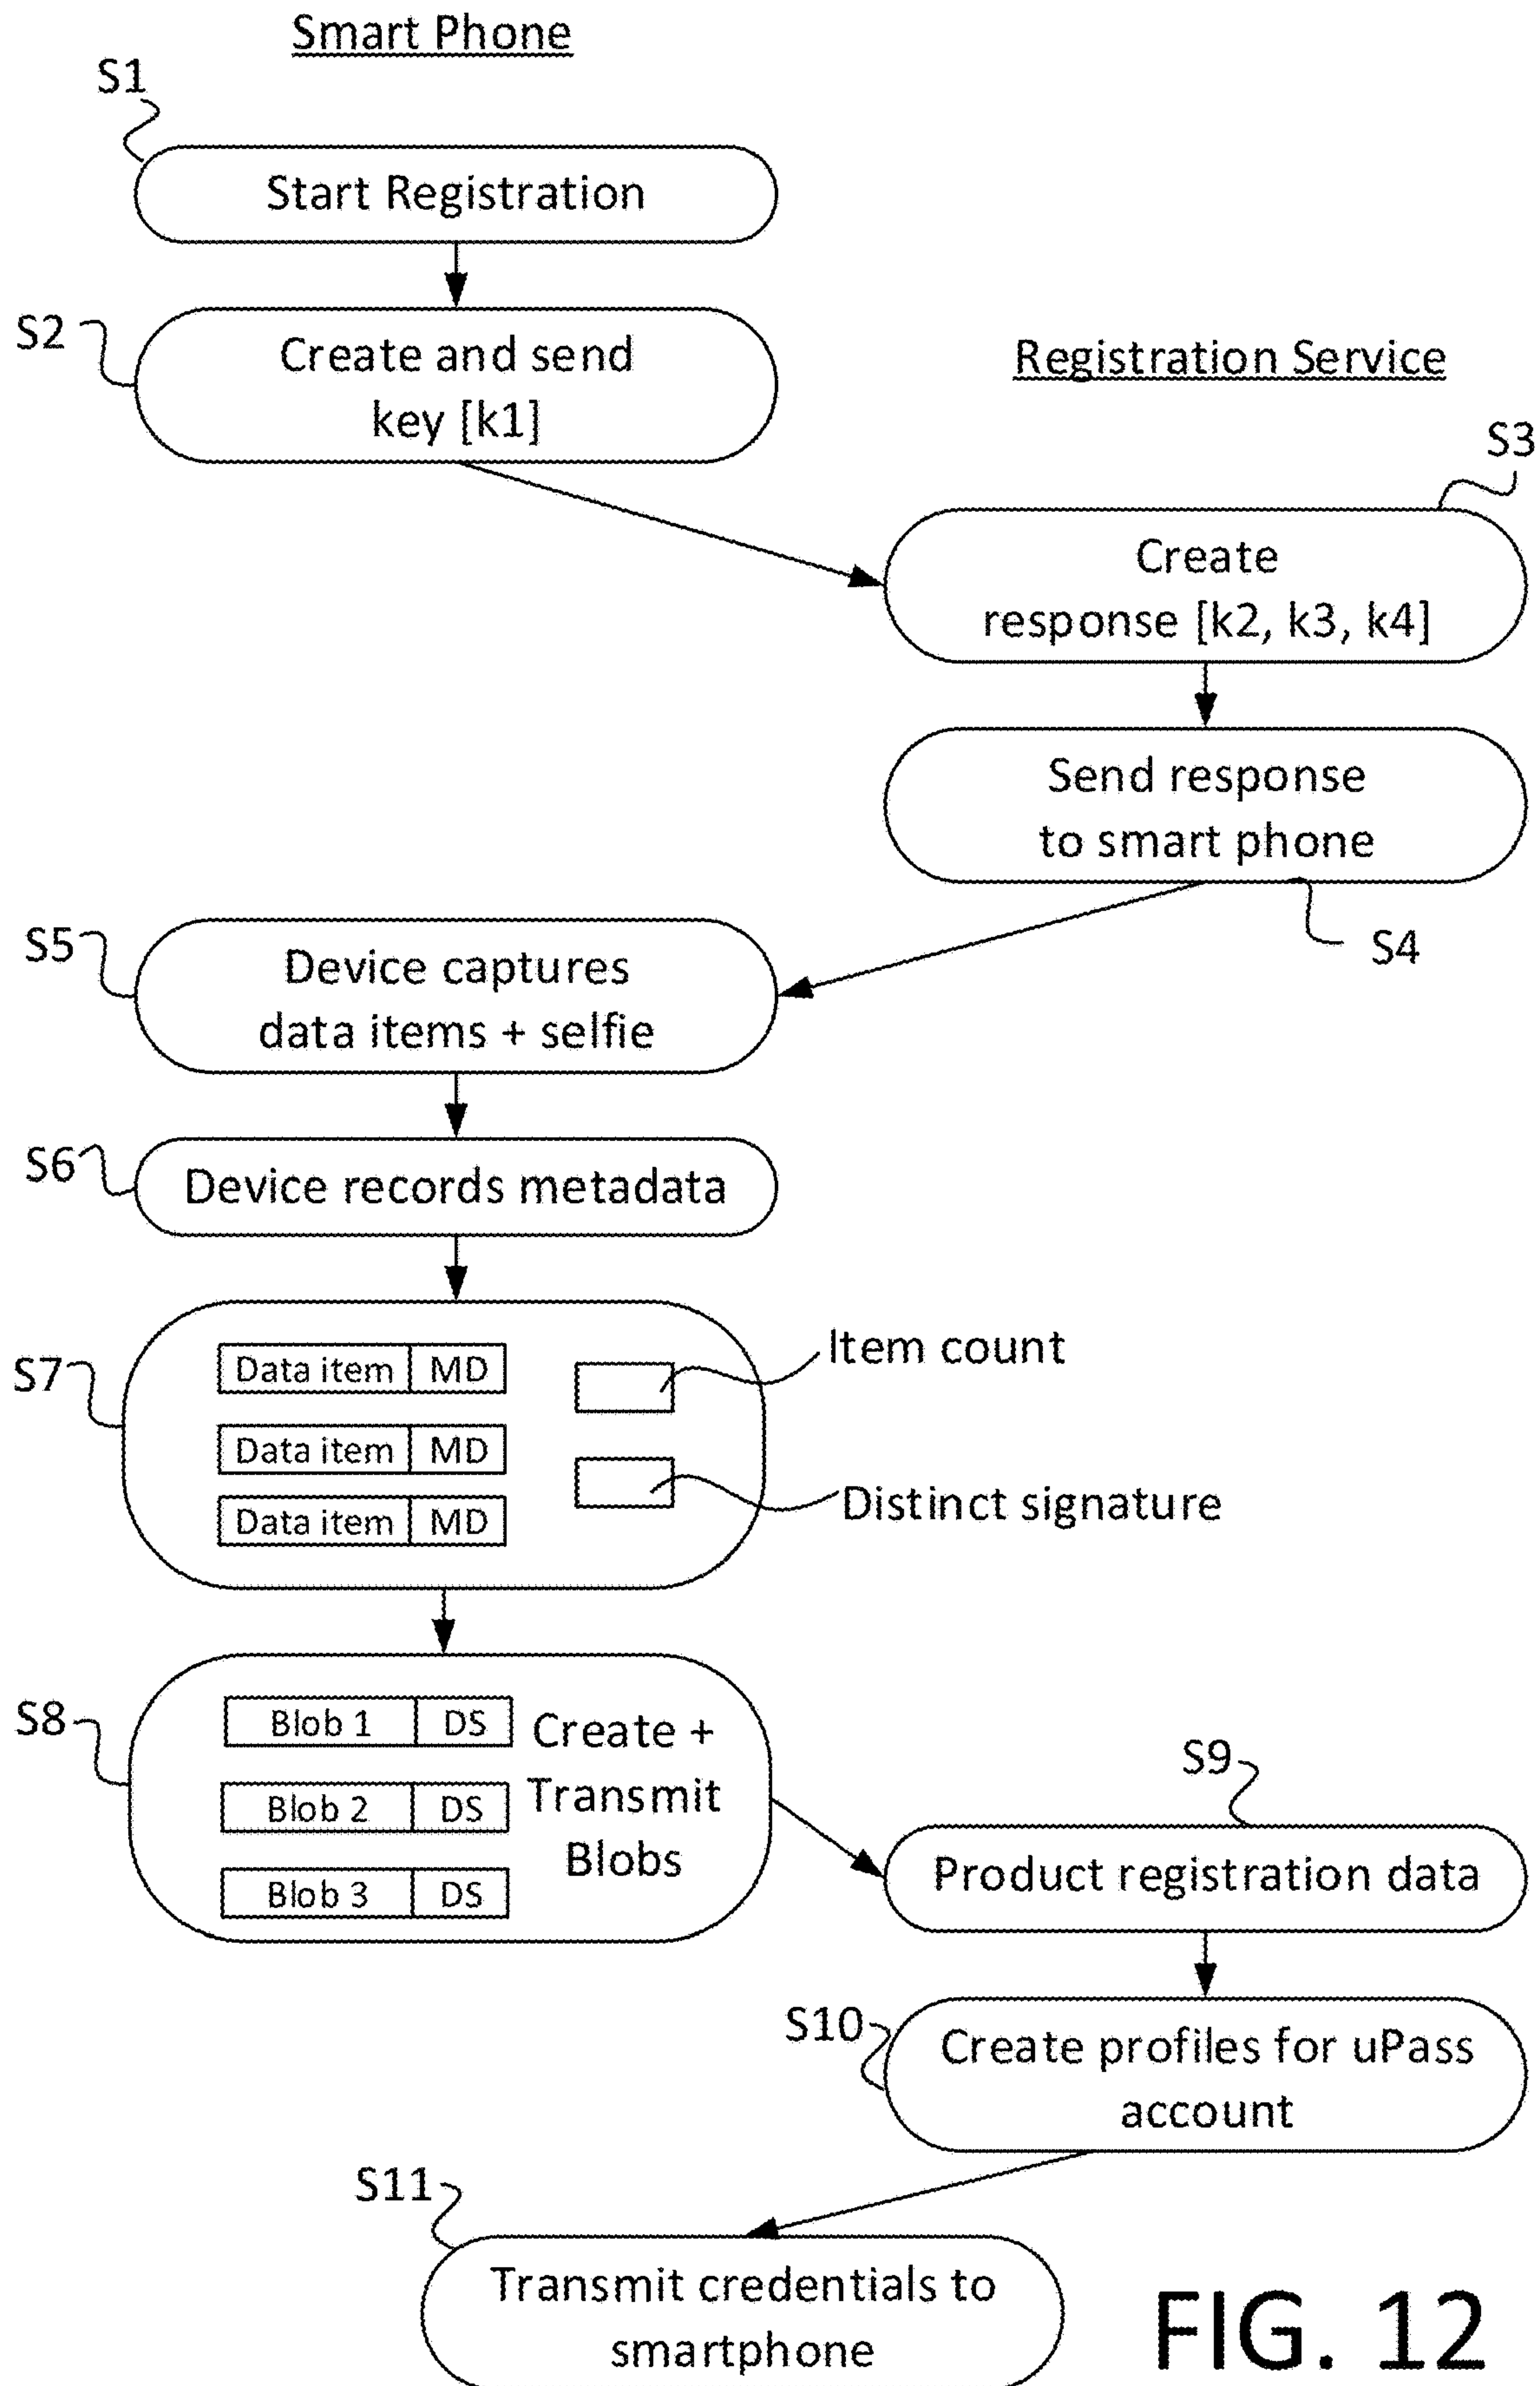 Smart Phone
S1
Start Registration
S2
Create and send
key [k1]
Registration Service
S3
Create
response [k2, k3, k4]
Send response
to smart phone
S4
S5
Device captures
data items + selfie
S6
Device records metadata
S7
Data item MD
Data item MD
Data item MD
Item count
Distinct signature
S8
Blob 1 DS
Blob 2 DS
Blob 3 DS
Create +
Transmit
Blobs
S9
Product registration data
S10
Create profiles for uPass
account
S11
Transmit credentials to
smartphone
FIG. 12